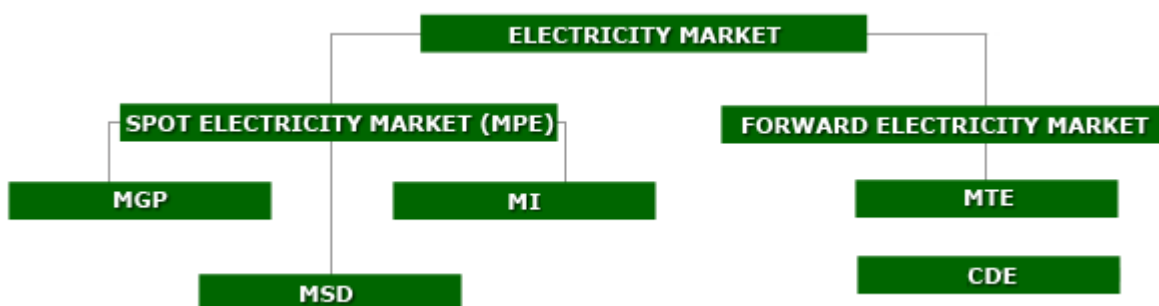 ELECTRICITY MARKET
SPOT ELECTRICITY MARKET (MPE)
FORWARD ELECTRICITY MARKET
MGP
MI
MTE
CDE
MSD